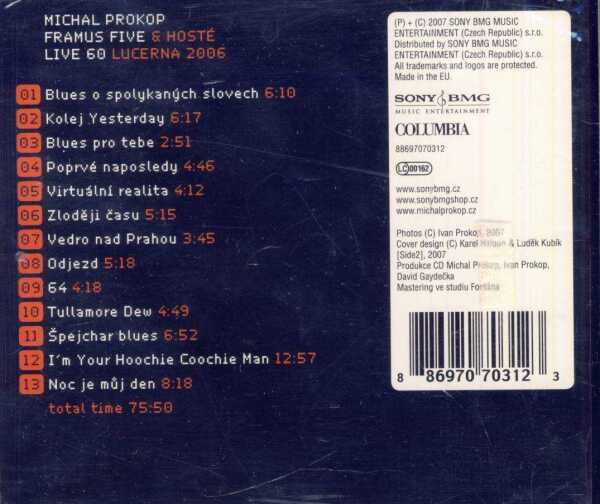 MICHAL PROKOP
FRAMUS FIVE & HOSTÉ
LIVE 60 LUCERNA 2006
01 Blues o spolykaných slovech 6:10
02 Kolej Yesterday 6:17
03 Blues pro tebe 2:51
04 Poprvé naposledy 4:46
05 Virtuální realita 4:12
06 Zloději času 5:15
07 Vedro nad Prahou 3:45
08 Odjezd 5:18
09 64 4:18
10 Tullamore Dew 4:49
11 Špejchar blues 6:52
12 I´m Your Hoochie Coochie Man 12:57
13 Noc je můj den 8:18
total time 75:50
(P) + (C) 2007 SONY BMG MUSIC
ENTERTAINMENT (Czech Republic) s.r.o.
Distributed by SONY BMG MUSIC
ENTERTAINMENT (Czech Republic) s.r.o.
All trademarks and logos are protected.
Made in the EU.
SONY BMG
MUSIC ENTERTAINMENT
COLUMBIA
88697070312
LC 00162
www.sonybmg.cz
www.sonybmgshop.cz
www.michalprokop.cz
Photos (C) Ivan Prokop, 2007
Cover design (C) Karel Haloun & Luděk Kubík
[Side2], 2007
Produkce CD Michal Prokop, Ivan Prokop,
David Gaydečka
Mastering ve studiu Fontána
8 86970 70312 3